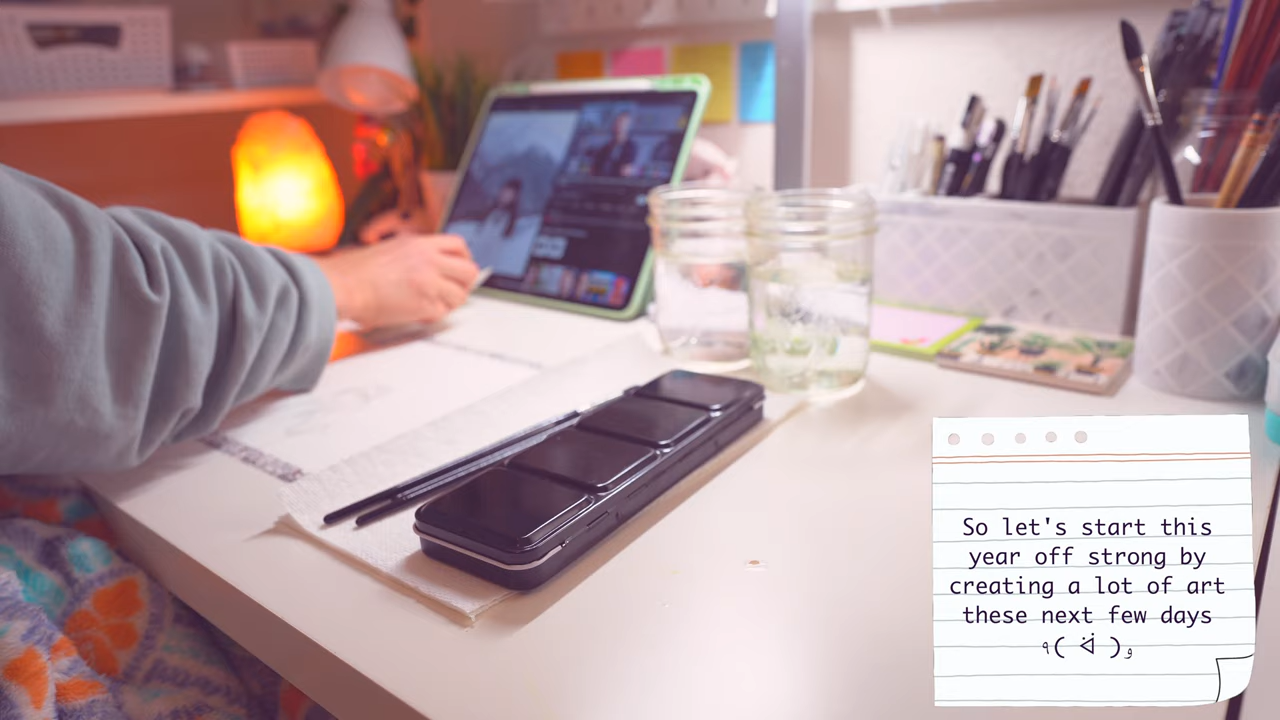 So let's start this
year off strong by
creating a lot of art
these next few days
٩( ᐛ )و